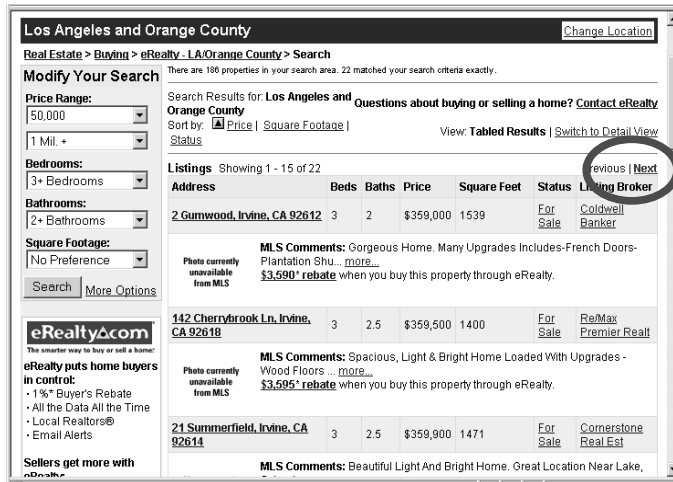 Los Angeles and Orange County
Change Location
Real Estate > Buying > eRealty - LA/Orange County > Search
Modify Your Search
Price Range:
50,000
1 Mil. +
Bedrooms:
3+ Bedrooms
Bathrooms:
2+ Bathrooms
Square Footage:
No Preference
Search
More Options
eRealty.com
The smarter way to buy or sell a home!
eRealty puts home buyers
in control:
· 1%* Buyer's Rebate
· All the Data All the Time
· Local Realtors®
· Email Alerts
Sellers get more with
There are 186 properties in your search area. 22 matched your search criteria exactly.
Search Results for: Los Angeles and
Orange County
Sort by: Price | Square Footage |
Status
Questions about buying or selling a home? Contact eRealty
View: Tabled Results | Switch to Detail View
Listings Showing 1 - 15 of 22
Previous | Next
Address Beds Baths Price Square Feet Status Listing Broker
2 Gumwood, Irvine, CA 92612 3 2 $359,000 1539 For Sale Coldwell Banker
Photo currently
unavailable
from MLS
MLS Comments: Gorgeous Home. Many Upgrades Includes-French Doors-
Plantation Shu... more...
$3,590* rebate when you buy this property through eRealty.
142 Cherrybrook Ln, Irvine,
CA 92618
3 2.5 $359,500 1400 For Sale Re/Max Premier Realt
Photo currently
unavailable
from MLS
MLS Comments: Spacious, Light & Bright Home Loaded With Upgrades -
Wood Floors ... more...
$3,595* rebate when you buy this property through eRealty.
21 Summerfield, Irvine, CA
92614
3 2.5 $359,900 1471 For Sale Cornerstone Real Est
MLS Comments: Beautiful Light And Bright Home. Great Location Near Lake,